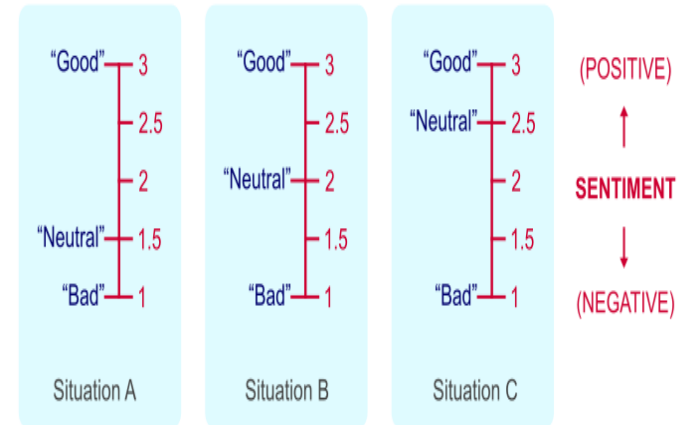 “Good” 3
2.5
2
“Neutral” 1.5
“Bad” 1
Situation A
“Good” 3
2.5
“Neutral” 2
1.5
“Bad” 1
Situation B
“Good” 3
“Neutral” 2.5
2
1.5
“Bad” 1
Situation C
(POSITIVE)
SENTIMENT
(NEGATIVE)